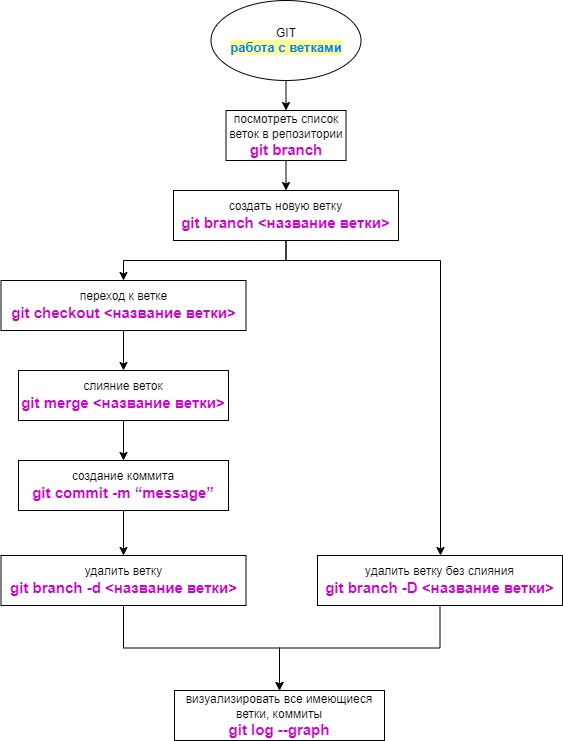 GIT
работа с ветками
посмотреть список
веток в репозитории
git branch
создать новую ветку
git branch <название ветки>
переход к ветке
git checkout <название ветки>
слияние веток
git merge <название ветки>
создание коммита
git commit -m “message”
удалить ветку
git branch -d <название ветки>
удалить ветку без слияния
git branch -D <название ветки>
визуализировать все имеющиеся
ветки, коммиты
git log --graph